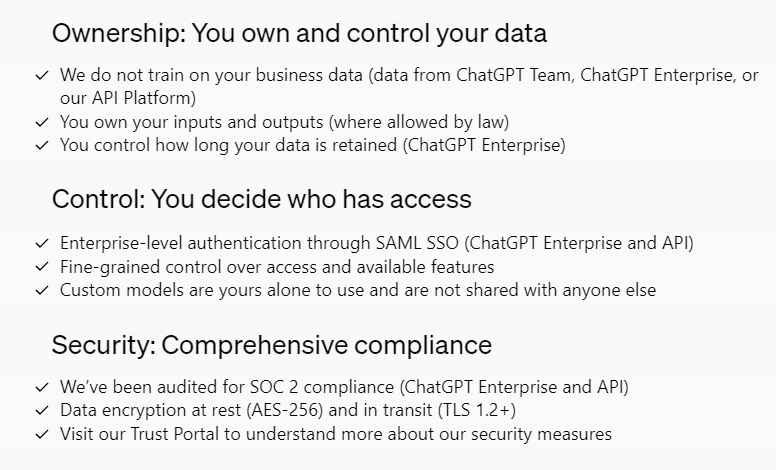 Ownership: You own and control your data
✓ We do not train on your business data (data from ChatGPT Team, ChatGPT Enterprise, or
our API Platform)
✓ You own your inputs and outputs (where allowed by law)
✓ You control how long your data is retained (ChatGPT Enterprise)
Control: You decide who has access
✓ Enterprise-level authentication through SAML SSO (ChatGPT Enterprise and API)
✓ Fine-grained control over access and available features
✓ Custom models are yours alone to use and are not shared with anyone else
Security: Comprehensive compliance
✓ We’ve been audited for SOC 2 compliance (ChatGPT Enterprise and API)
✓ Data encryption at rest (AES-256) and in transit (TLS 1.2+)
✓ Visit our Trust Portal to understand more about our security measures